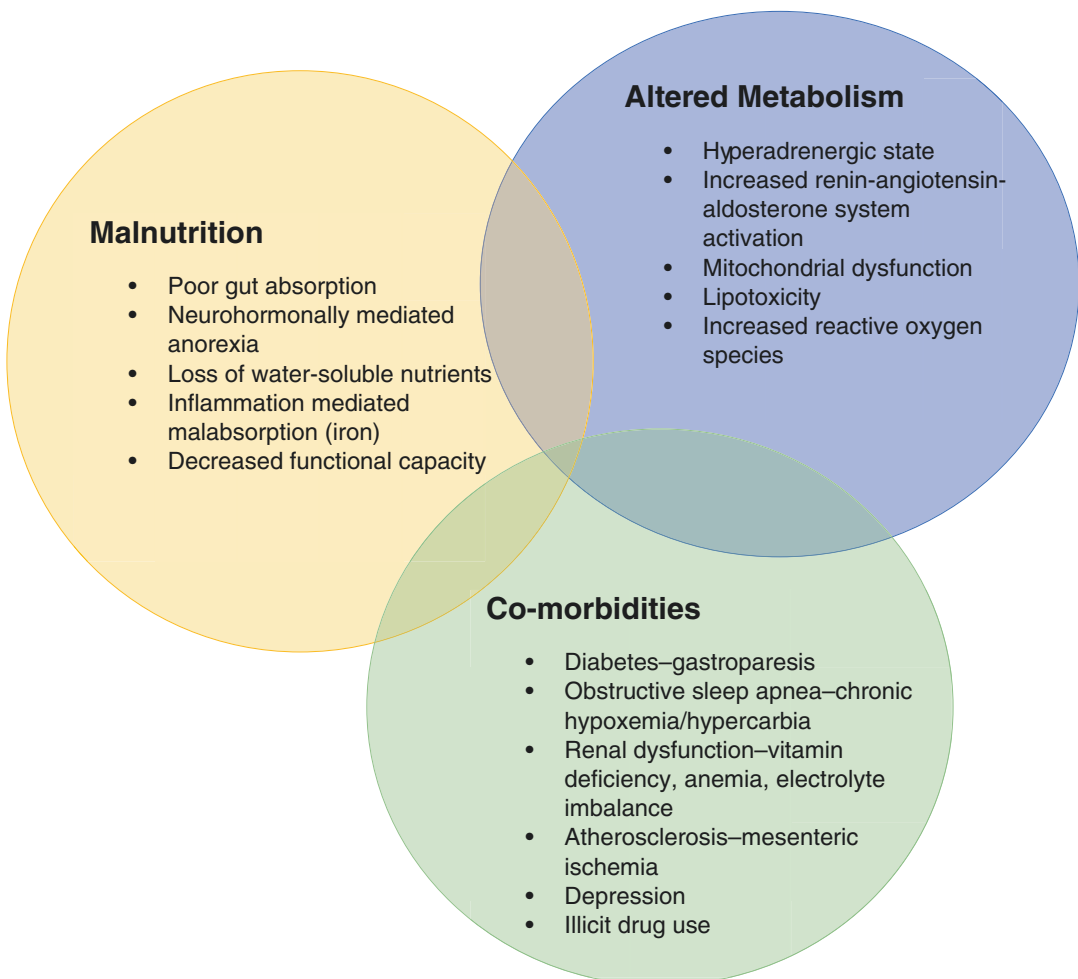 Altered Metabolism
• Hyperadrenergic state
• Increased renin-angiotensin-
aldosterone system
activation
• Mitochondrial dysfunction
• Lipotoxicity
• Increased reactive oxygen
species
Malnutrition
• Poor gut absorption
• Neurohormonally mediated
anorexia
• Loss of water-soluble nutrients
• Inflammation mediated
malabsorption (iron)
• Decreased functional capacity
Co-morbidities
• Diabetes–gastroparesis
• Obstructive sleep apnea–chronic
hypoxemia/hypercarbia
• Renal dysfunction–vitamin
deficiency, anemia, electrolyte
imbalance
• Atherosclerosis–mesenteric
ischemia
• Depression
• Illicit drug use